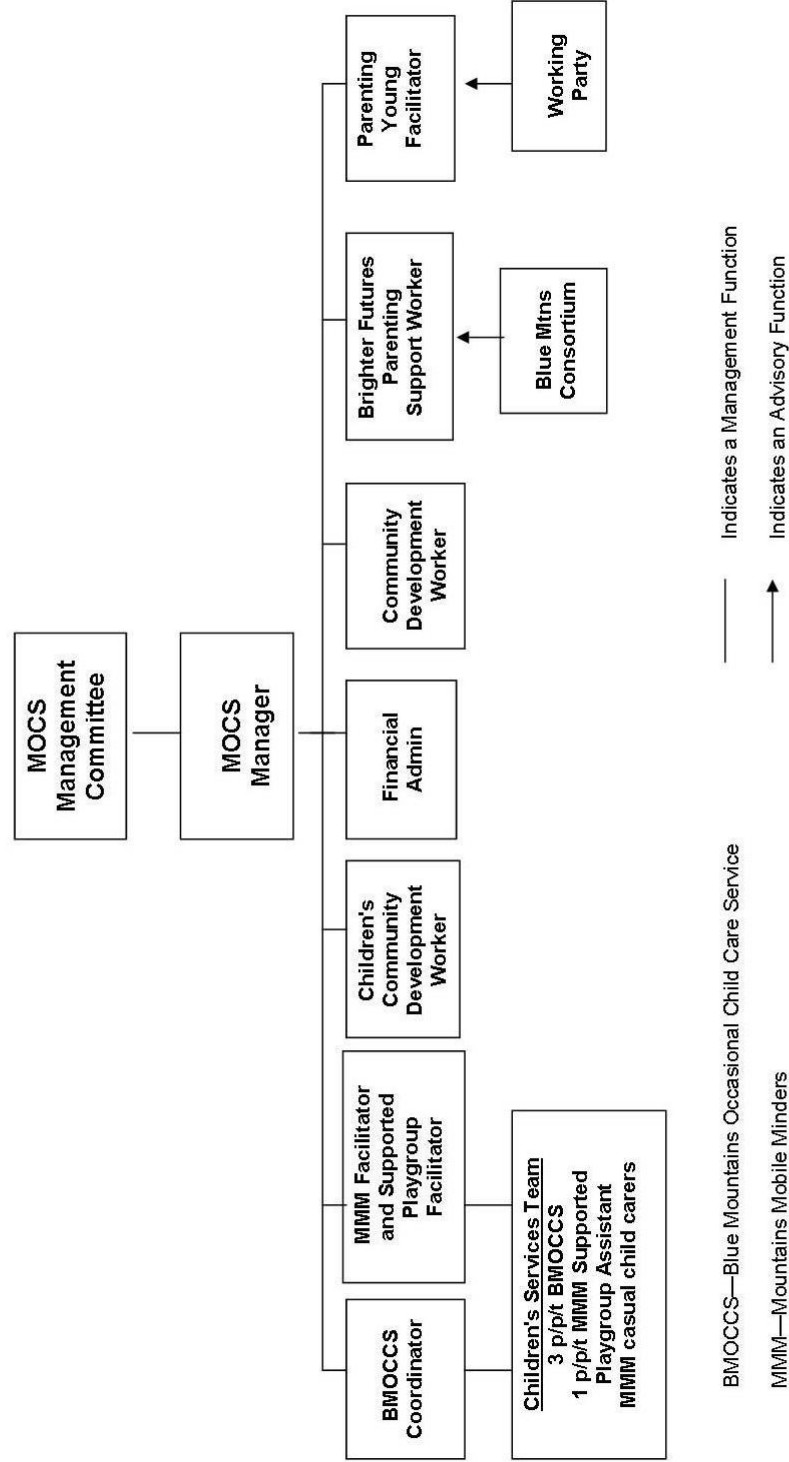 MOCS
Management
Committee
MOCS
Manager
BMOCCS
Coordinator
MMM Facilitator
and Supported
Playgroup
Facilitator
Children's
Community
Development
Worker
Financial
Admin
Community
Development
Worker
Brighter Futures
Parenting
Support Worker
Parenting
Young
Facilitator
Children's Services Team
3 p/p/t BMOCCS
1 p/p/t MMM Supported
Playgroup Assistant
MMM casual child carers
Blue Mtns
Consortium
Working
Party
BMOCCS—Blue Mountains Occasional Child Care Service
MMM—Mountains Mobile Minders
Indicates a Management Function
Indicates an Advisory Function